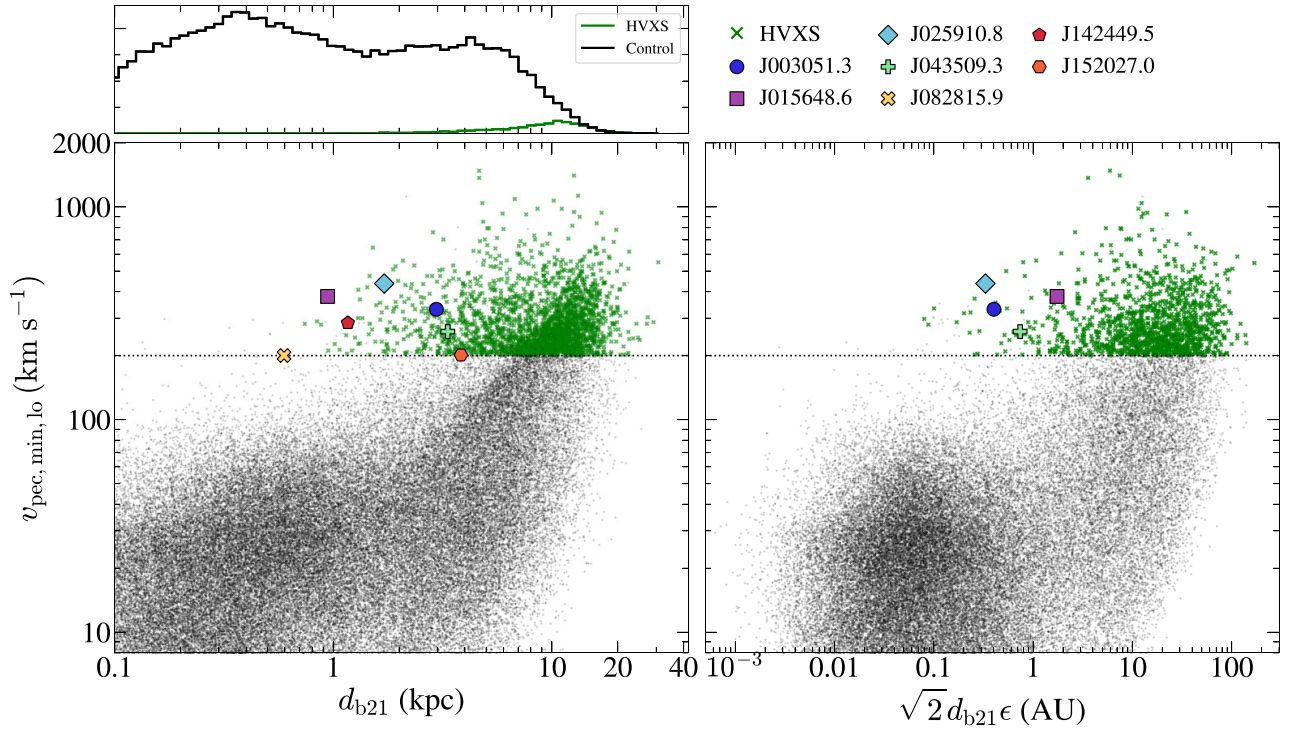 HVXS
Control
HVXS
J003051.3
J015648.6
J025910.8
J043509.3
J082815.9
J142449.5
J152027.0
2000
1000
100
10
v_pec, min, lo (km s⁻¹)
0.1 1 10 20 40
d_b21 (kpc)
10⁻³ 0.01 0.1 1 10 100
√2 d_b21 ϵ (AU)